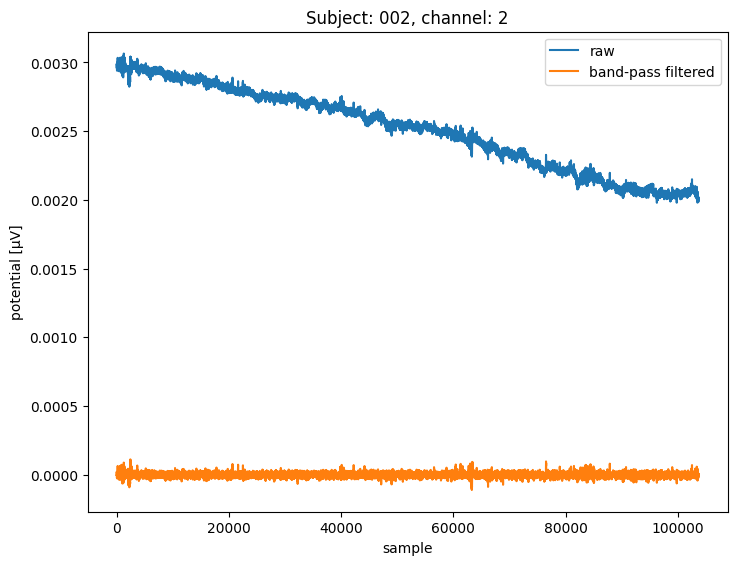 Subject: 002, channel: 2
raw
band-pass filtered
potential [µV]
0.0030
0.0025
0.0020
0.0015
0.0010
0.0005
0.0000
0
20000
40000
60000
80000
100000
sample